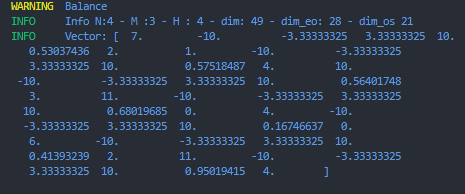 WARNING Balance
INFO Info N:4 - M :3 - H : 4 - dim: 49 - dim_eo: 28 - dim_os 21
INFO Vector: [ 7. -10. -3.33333325 3.33333325 10.
0.53037436 2. 1. -10. -3.33333325
3.33333325 10. 0.57518487 4. 10.
-10. -3.33333325 3.33333325 10. 0.56401748
3. 11. -10. -3.33333325 3.33333325
10. 0.68019685 0. 4. -10.
-3.33333325 3.33333325 10. 0.16746637 0.
6. -10. -3.33333325 3.33333325 10.
0.41393239 2. 11. -10. -3.33333325
3.33333325 10. 0.95019415 4. ]